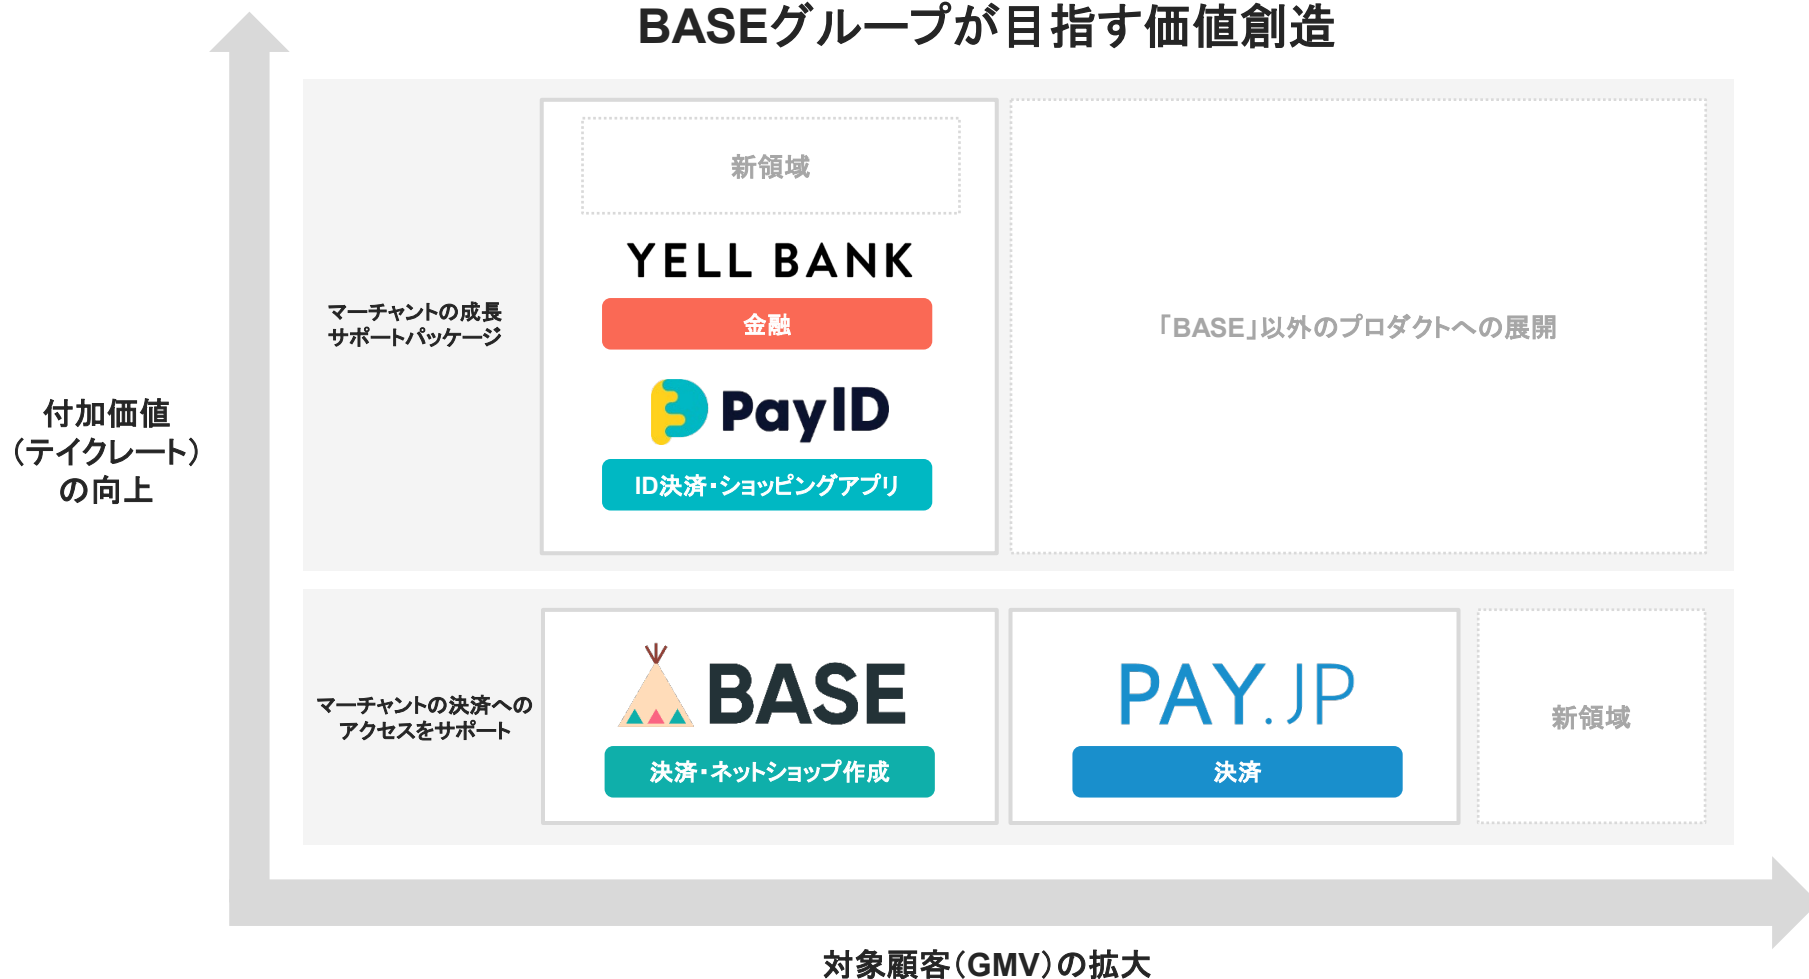 BASEグループが目指す価値創造
付加価値
（テイクレート）
の向上
マーチャントの成長
サポートパッケージ
新領域
YELL BANK
金融
PayID
ID決済・ショッピングアプリ
「BASE」以外のプロダクトへの展開
マーチャントの決済への
アクセスをサポート
BASE
決済・ネットショップ作成
PAY.JP
決済
新領域
対象顧客（GMV）の拡大